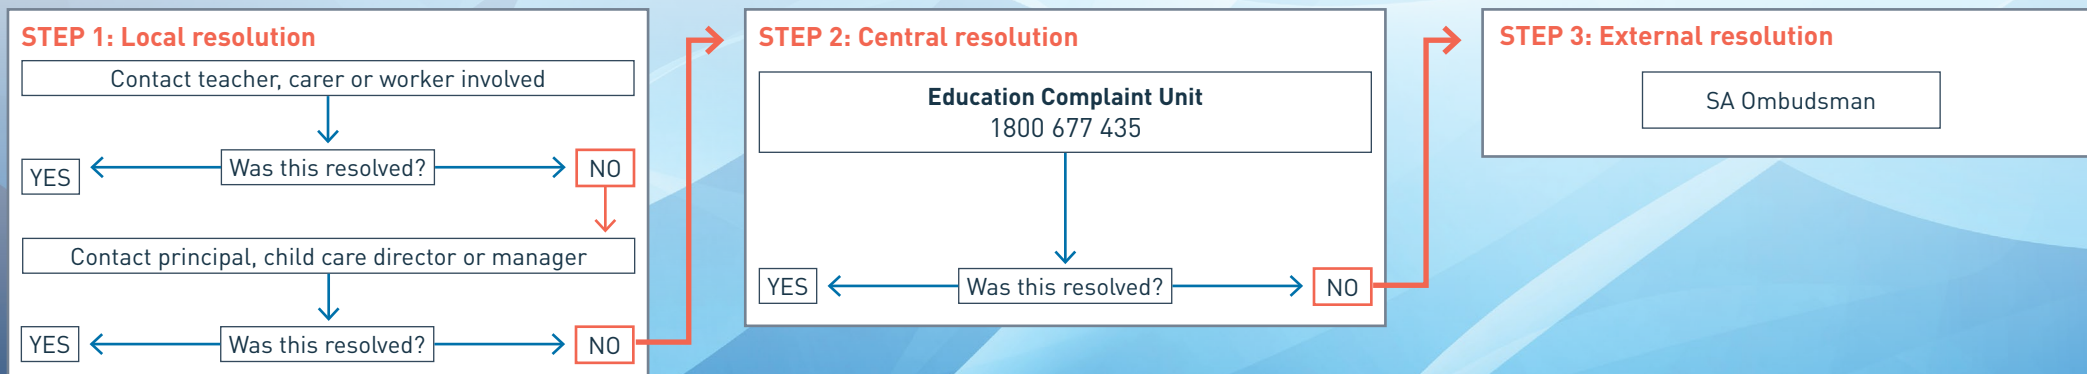 STEP 1: Local resolution
Contact teacher, carer or worker involved
Was this resolved?
YES
NO
Contact principal, child care director or manager
Was this resolved?
YES
NO
STEP 2: Central resolution
Education Complaint Unit
1800 677 435
Was this resolved?
YES
NO
STEP 3: External resolution
SA Ombudsman